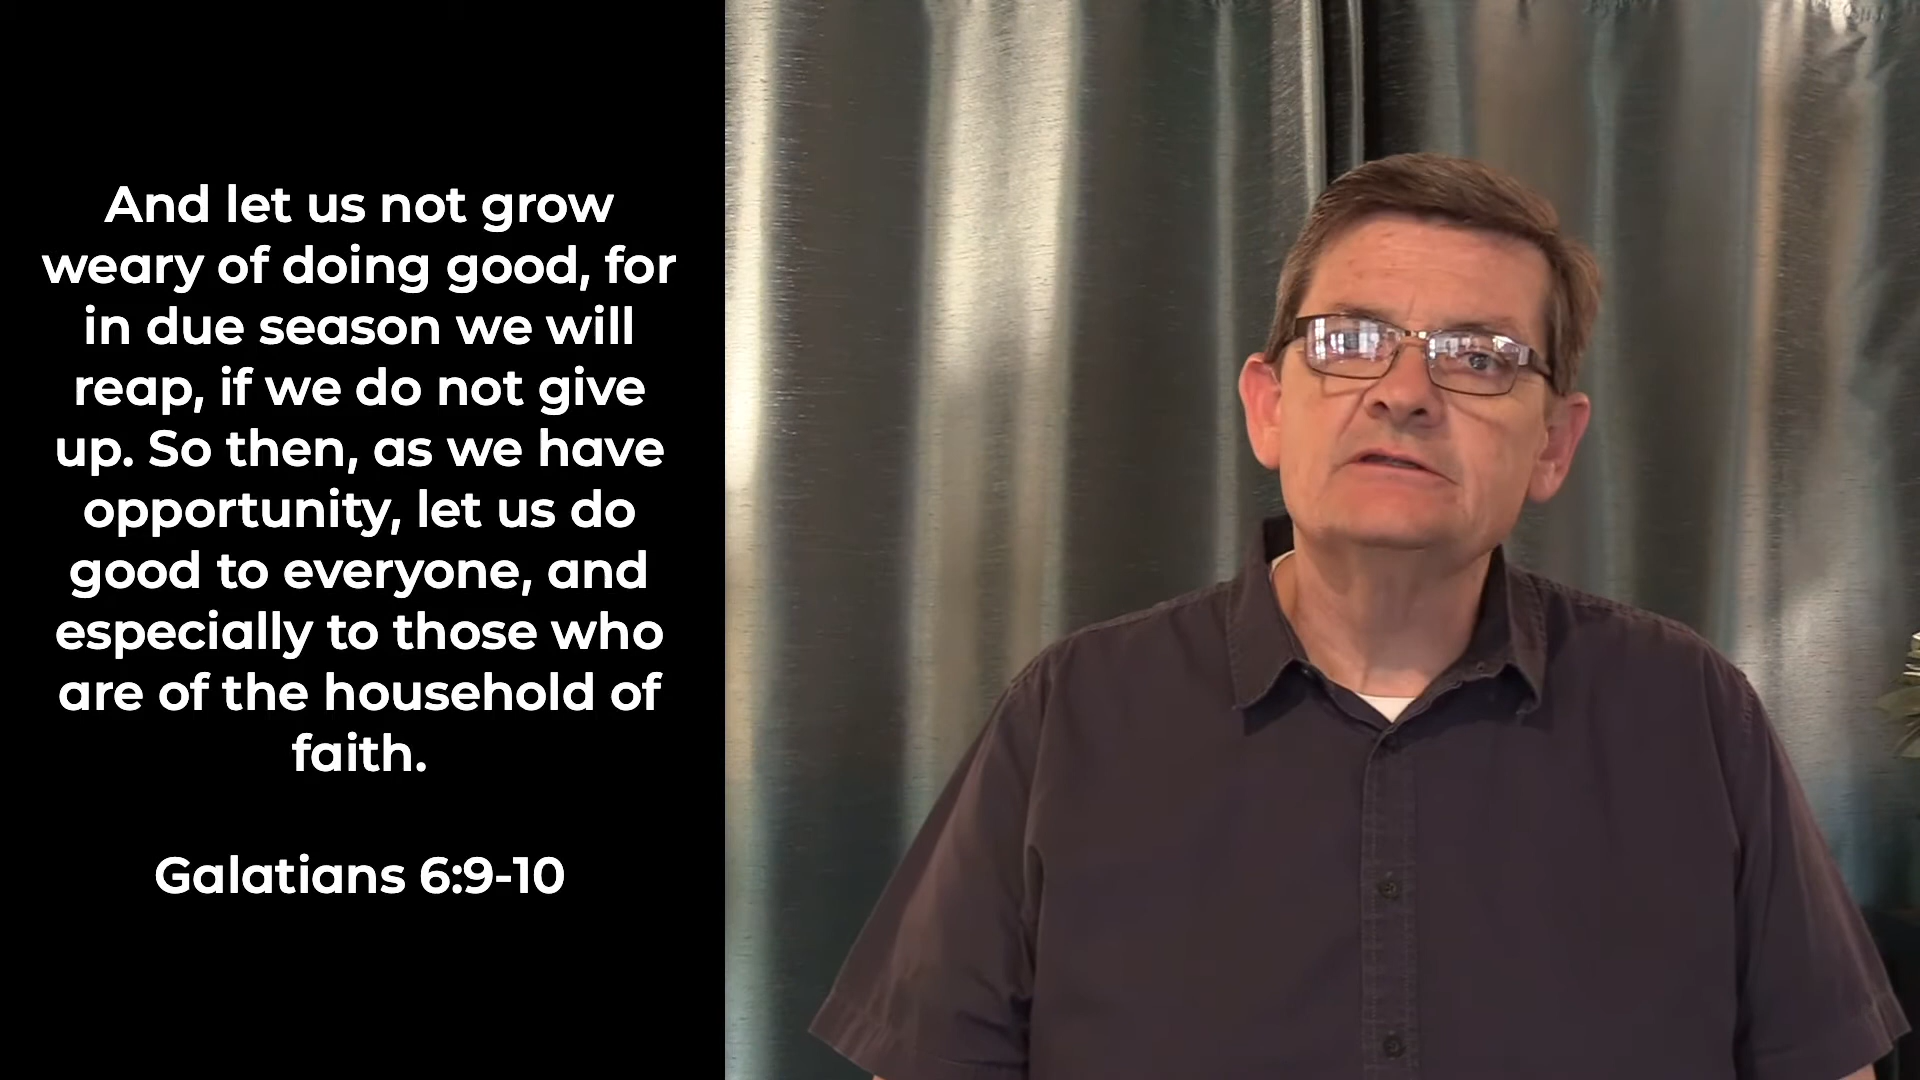 And let us not grow
weary of doing good, for
in due season we will
reap, if we do not give
up. So then, as we have
opportunity, let us do
good to everyone, and
especially to those who
are of the household of
faith.
Galatians 6:9-10